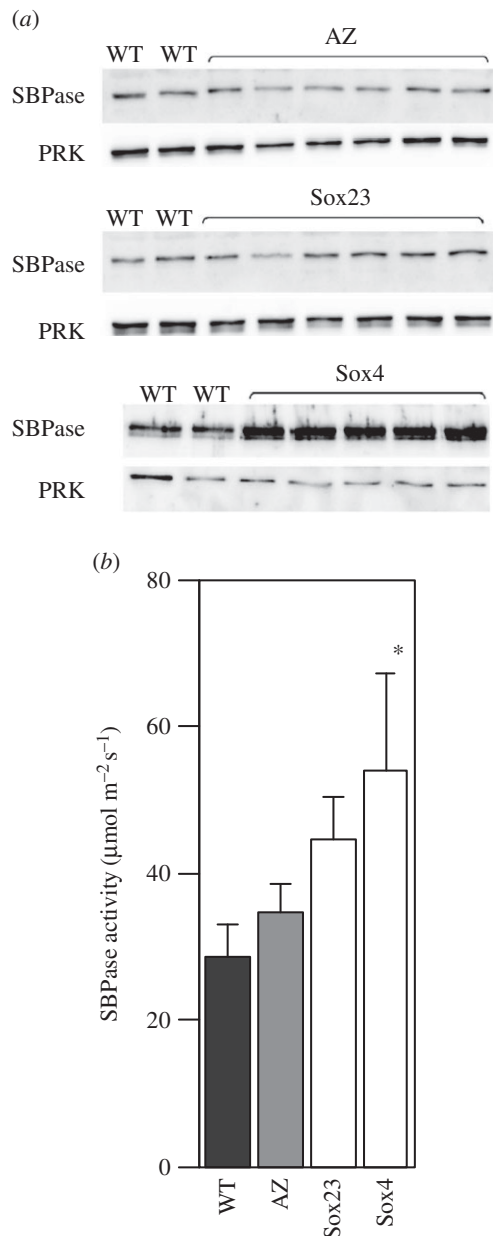 (a)
AZ
WT WT
SBPase
PRK
Sox23
WT WT
SBPase
PRK
Sox4
WT WT
SBPase
PRK
(b)
80
60
40
20
0
SBPase activity (µmol m⁻² s⁻¹)
*
WT
AZ
Sox23
Sox4